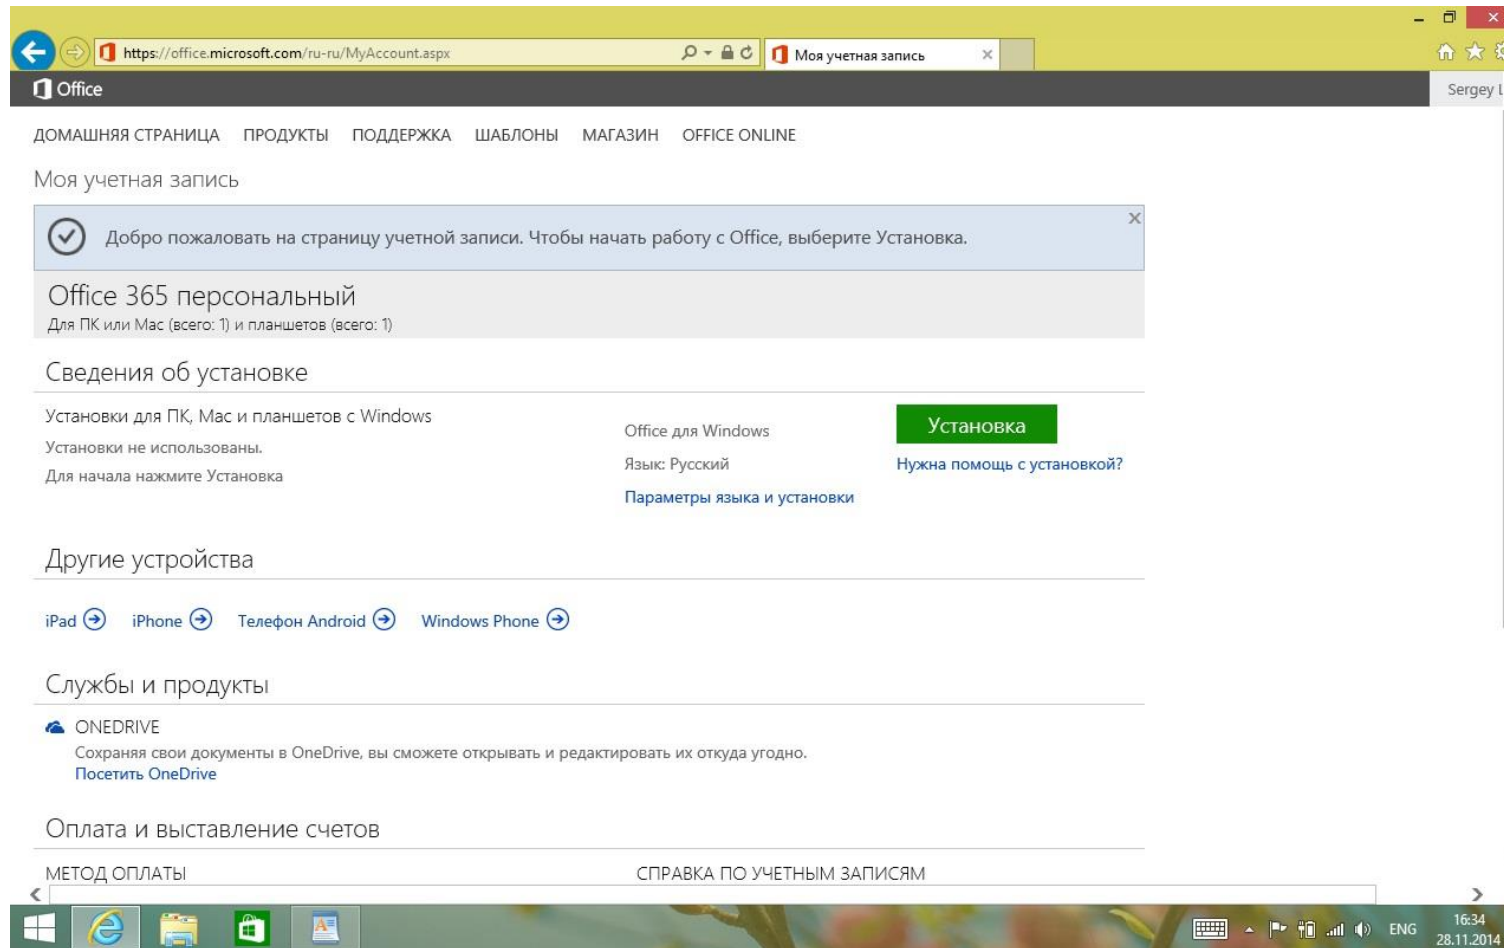 https://office.microsoft.com/ru-ru/MyAccount.aspx
Моя учетная запись
Office
Sergey L
ДОМАШНЯЯ СТРАНИЦА ПРОДУКТЫ ПОДДЕРЖКА ШАБЛОНЫ МАГАЗИН OFFICE ONLINE
Моя учетная запись
Добро пожаловать на страницу учетной записи. Чтобы начать работу с Office, выберите Установка.
Office 365 персональный
Для ПК или Mac (всего: 1) и планшетов (всего: 1)
Сведения об установке
Установки для ПК, Mac и планшетов с Windows
Установки не использованы.
Для начала нажмите Установка
Office для Windows
Язык: Русский
Параметры языка и установки
Установка
Нужна помощь с установкой?
Другие устройства
iPad iPhone Телефон Android Windows Phone
Службы и продукты
ONEDRIVE
Сохраняя свои документы в OneDrive, вы сможете открывать и редактировать их откуда угодно.
Посетить OneDrive
Оплата и выставление счетов
МЕТОД ОПЛАТЫ СПРАВКА ПО УЧЕТНЫМ ЗАПИСЯМ
ENG
16:34
28.11.2014